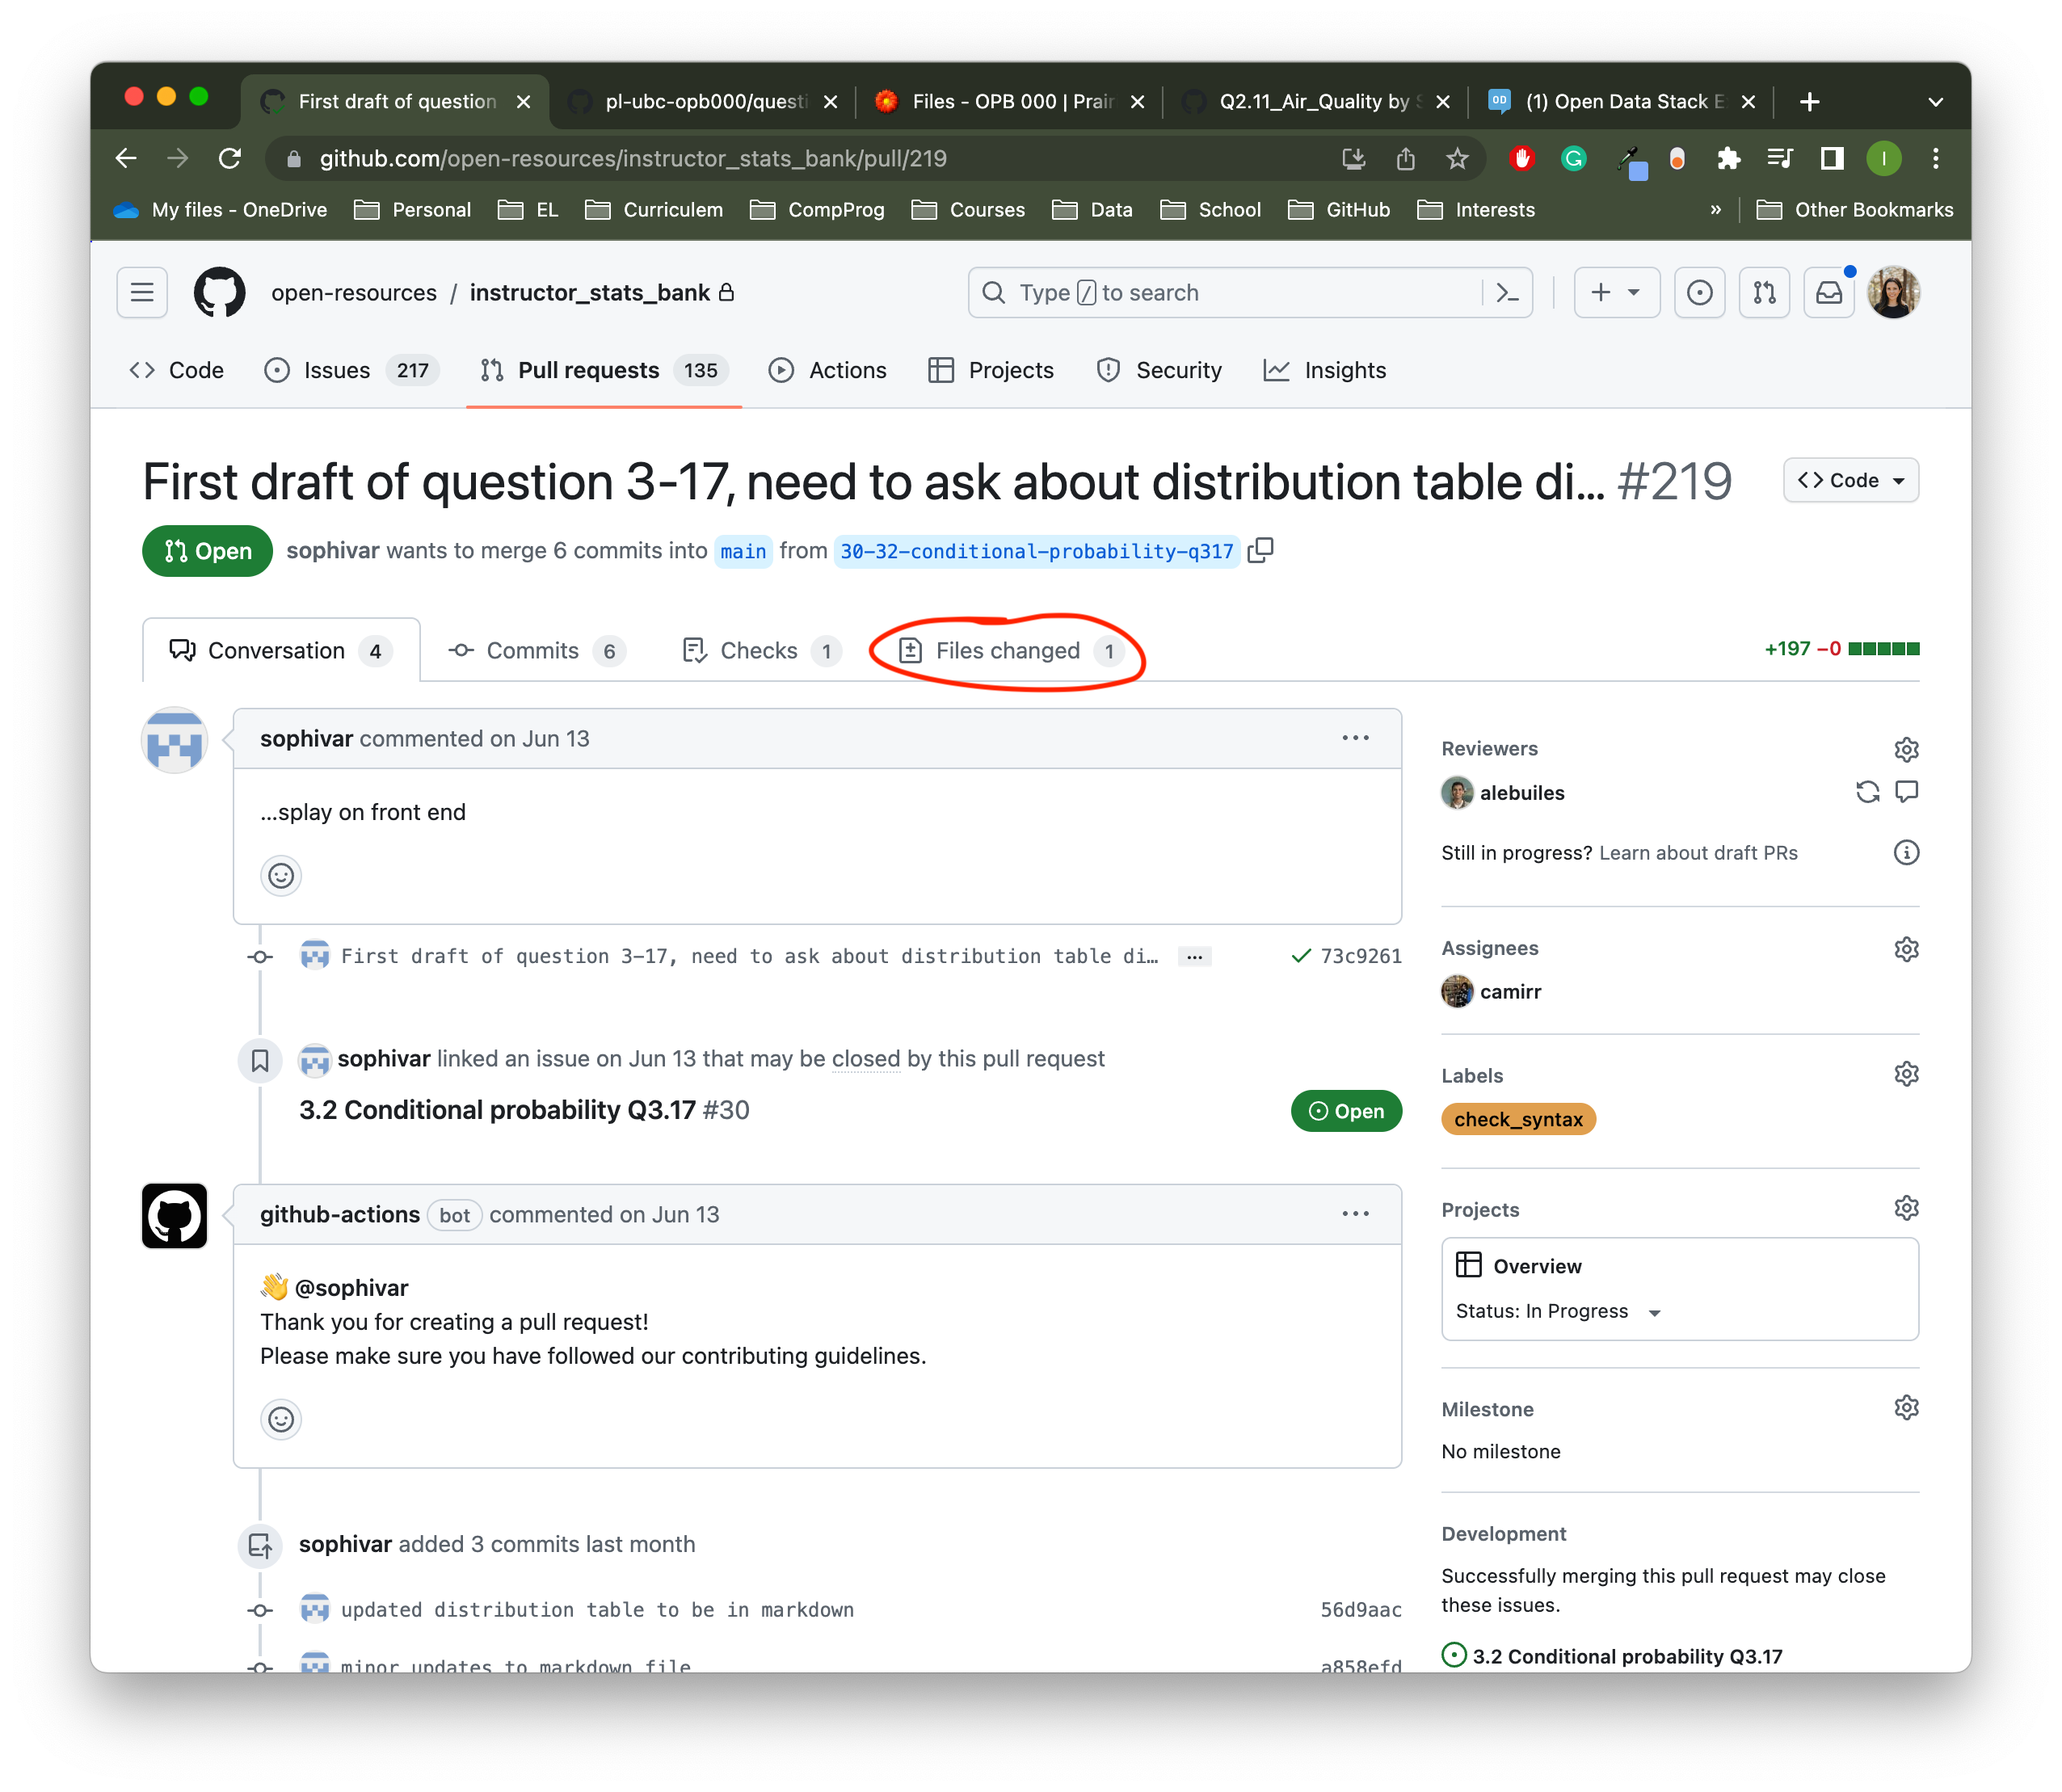 First draft of question
pl-ubc-opb000/questi
Files - OPB 000 | Prair
Q2.11_Air_Quality by S
(1) Open Data Stack E
github.com/open-resources/instructor_stats_bank/pull/219
My files - OneDrive
Personal
EL
Curriculem
CompProg
Courses
Data
School
GitHub
Interests
»
Other Bookmarks
open-resources / instructor_stats_bank
Type / to search
Code
Issues 217
Pull requests 135
Actions
Projects
Security
Insights
First draft of question 3-17, need to ask about distribution table di... #219
Code
Open
sophivar wants to merge 6 commits into main from 30-32-conditional-probability-q317
Conversation 4
Commits 6
Checks 1
Files changed 1
+197 −0
sophivar commented on Jun 13
...splay on front end
First draft of question 3-17, need to ask about distribution table di…
73c9261
sophivar linked an issue on Jun 13 that may be closed by this pull request
3.2 Conditional probability Q3.17 #30
Open
github-actions bot commented on Jun 13
👋 @sophivar
Thank you for creating a pull request!
Please make sure you have followed our contributing guidelines.
sophivar added 3 commits last month
updated distribution table to be in markdown
56d9aac
minor updates to markdown file
a858efd
Reviewers
alebuiles
Still in progress? Learn about draft PRs
Assignees
camirr
Labels
check_syntax
Projects
Overview
Status: In Progress
Milestone
No milestone
Development
Successfully merging this pull request may close
these issues.
3.2 Conditional probability Q3.17